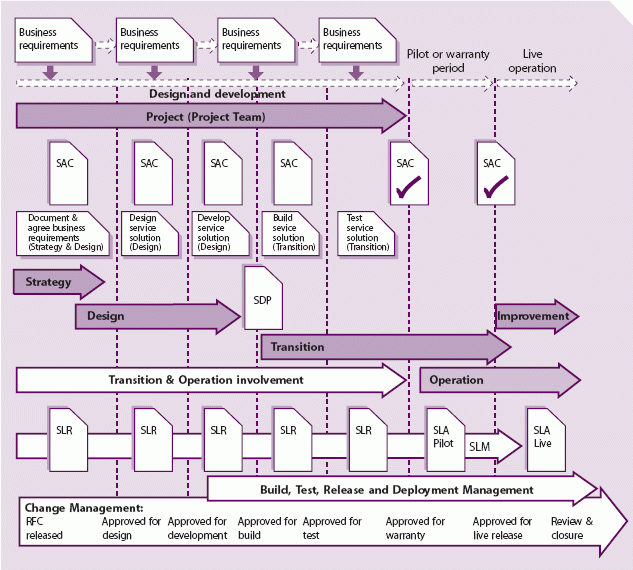 Business
requirements
Business
requirements
Business
requirements
Business
requirements
Pilot or warranty
period
Live
operation
Design and development
Project (Project Team)
SAC
SAC
SAC
SAC
SAC
SAC
Document &
agree business
requirements
(Strategy & Design)
Design
service
solution
(Design)
Develop
service
solution
(Design)
Build
service
solution
(Transition)
Test
service
solution
(Transition)
Strategy
SDP
Design
Improvement
Transition
Transition & Operation involvement
Operation
SLR
SLR
SLR
SLR
SLR
SLA
Pilot
SLM
SLA
Live
Build, Test, Release and Deployment Management
Change Management:
RFC
released
Approved for
design
Approved for
development
Approved for
build
Approved for
test
Approved for
warranty
Approved for
live release
Review &
closure